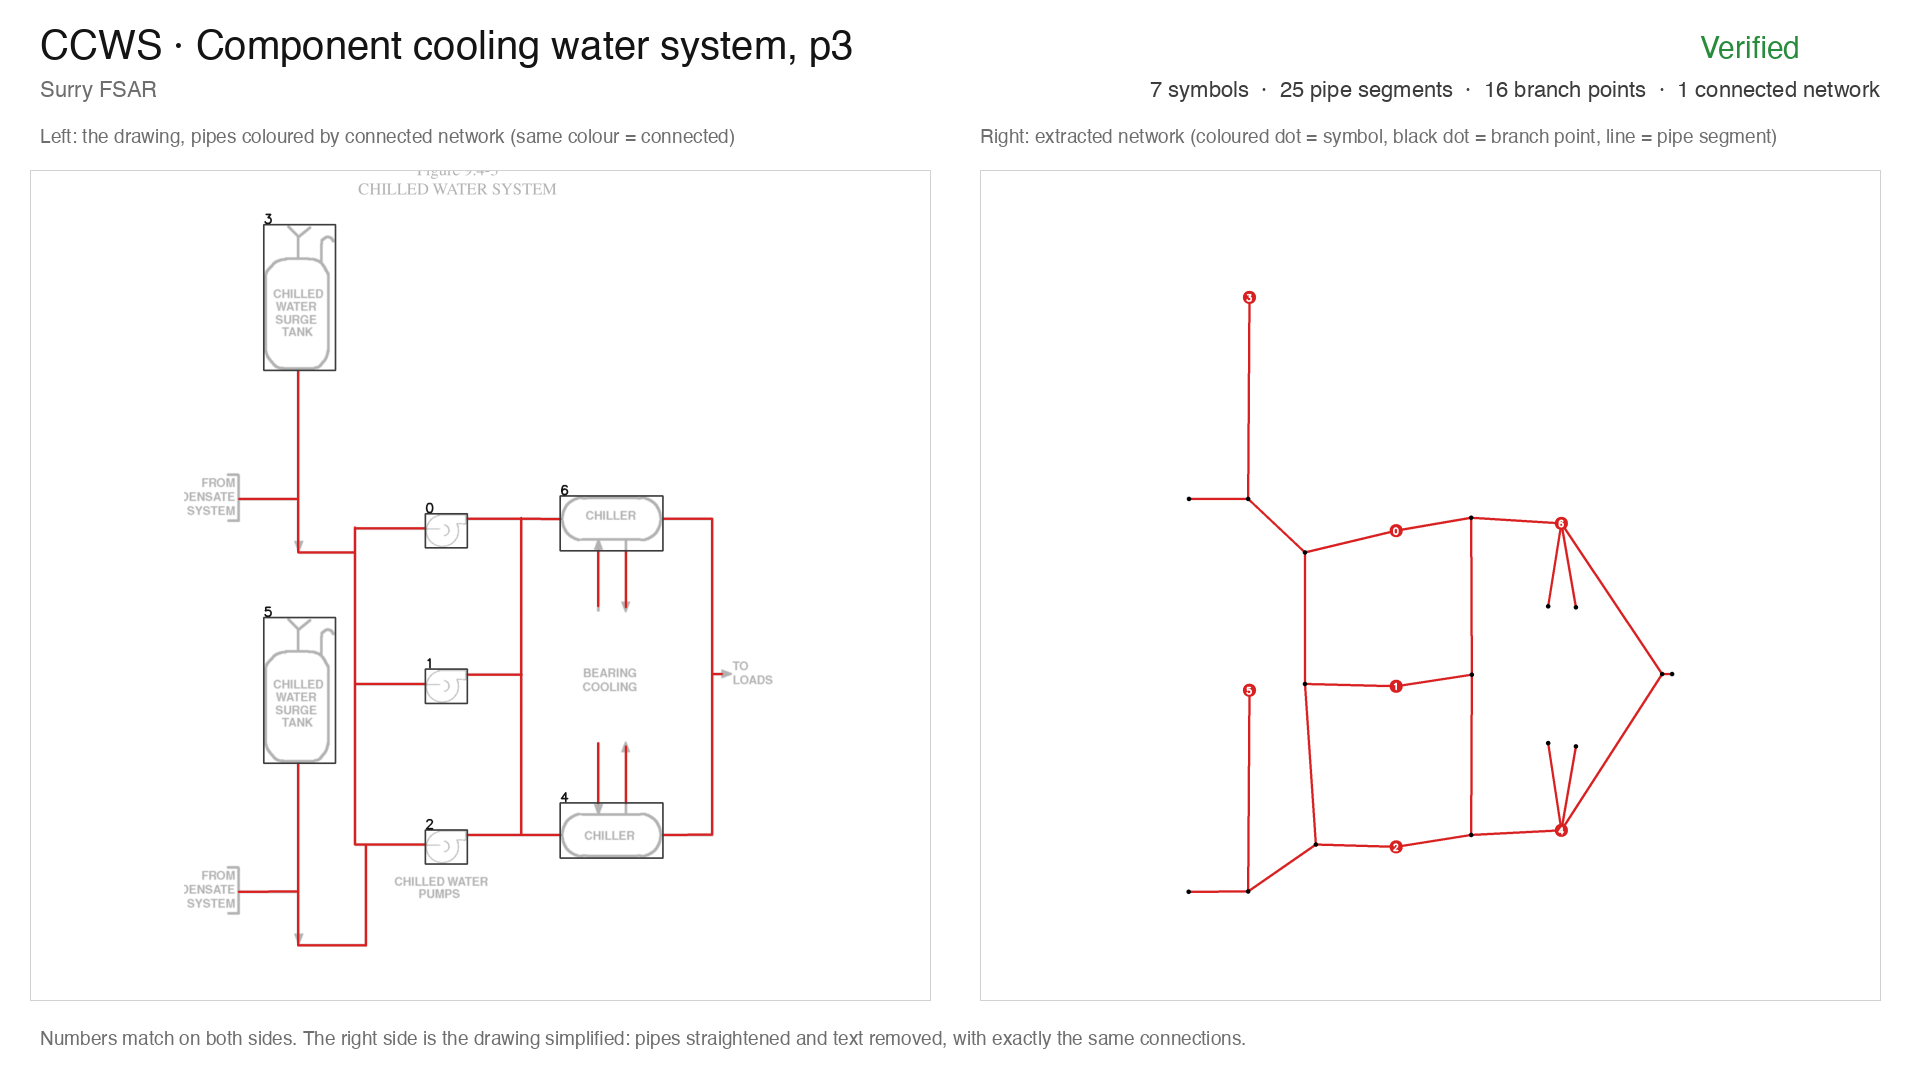 CCWS · Component cooling water system, p3
Verified
Surry FSAR
7 symbols · 25 pipe segments · 16 branch points · 1 connected network
Left: the drawing, pipes coloured by connected network (same colour = connected)
Right: extracted network (coloured dot = symbol, black dot = branch point, line = pipe segment)
Figure 9.4-3
CHILLED WATER SYSTEM
3
CHILLED
WATER
SURGE
TANK
FROM
DENSATE
SYSTEM
0
6
CHILLER
5
CHILLED
WATER
SURGE
TANK
1
BEARING
COOLING
TO
LOADS
4
CHILLER
2
CHILLED WATER
PUMPS
FROM
DENSATE
SYSTEM
3
0
6
1
5
2
4
Numbers match on both sides. The right side is the drawing simplified: pipes straightened and text removed, with exactly the same connections.